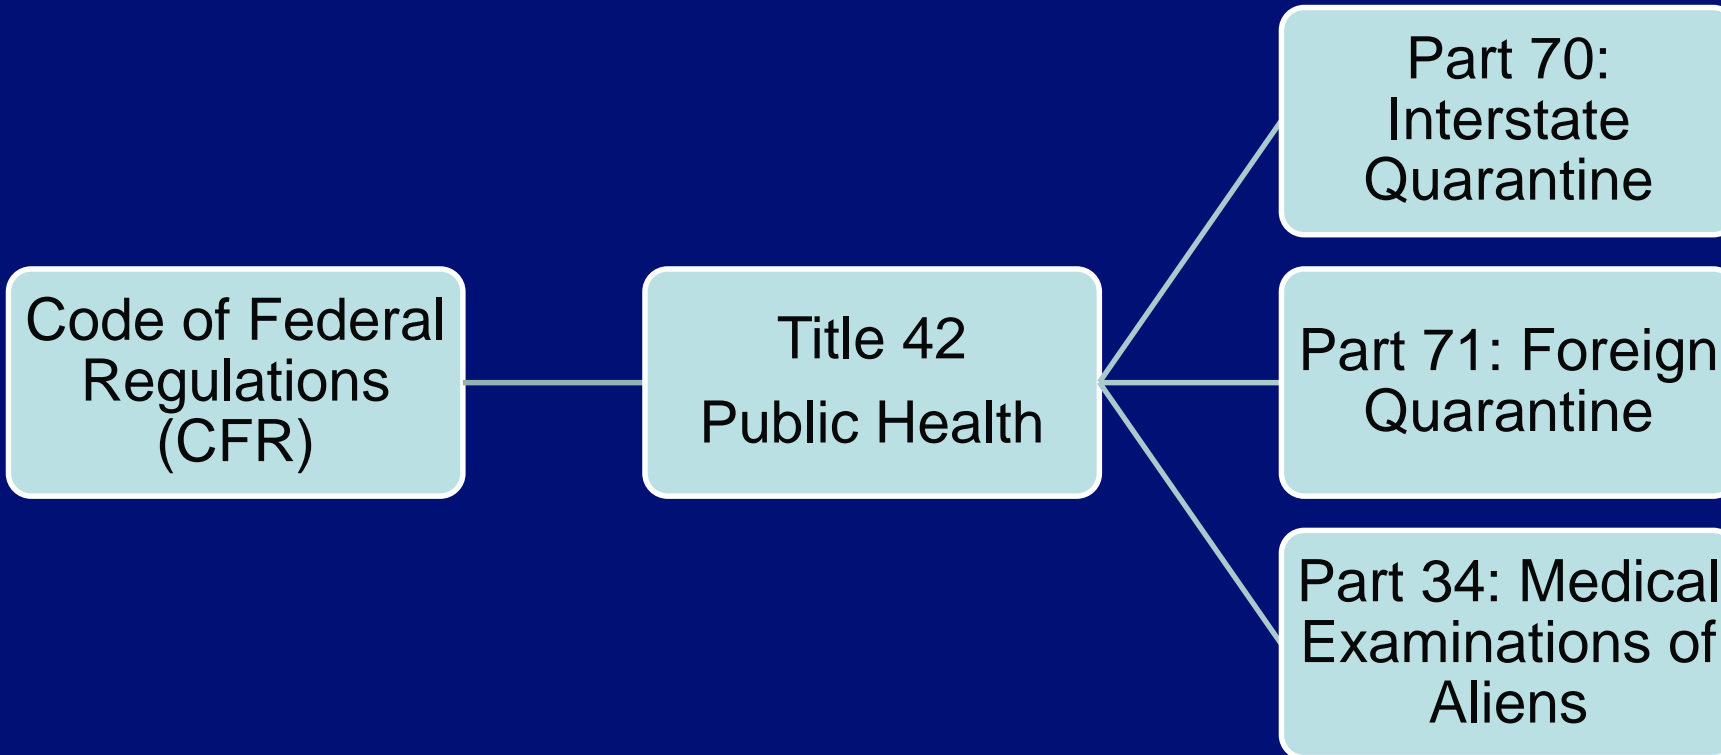 Code of Federal
Regulations
(CFR)
Title 42
Public Health
Part 70:
Interstate
Quarantine
Part 71: Foreign
Quarantine
Part 34: Medical
Examinations of
Aliens